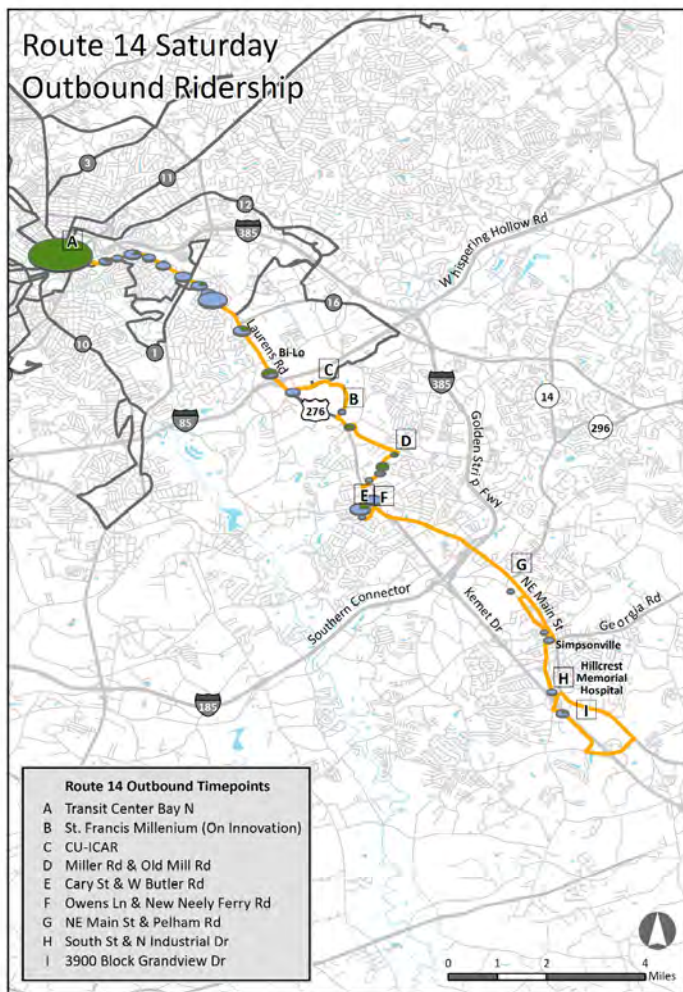 Route 14 Saturday
Outbound Ridership
3
11
12
A
385
Whispering Hollow Rd
16
10
1
Laurens Rd
Bi-Lo
C
385
B
276
14
85
D
296
Golden Strip Fwy
E
F
G
NE Main St
Southern Connector
Kemet Dr
Georgia Rd
Simpsonville
H
Hillcrest
Memorial
Hospital
I
185
Route 14 Outbound Timepoints
A Transit Center Bay N
B St. Francis Millenium (On Innovation)
C CU-ICAR
D Miller Rd & Old Mill Rd
E Cary St & W Butler Rd
F Owens Ln & New Neely Ferry Rd
G NE Main St & Pelham Rd
H South St & N Industrial Dr
I 3900 Block Grandview Dr
0 1 2 4
Miles